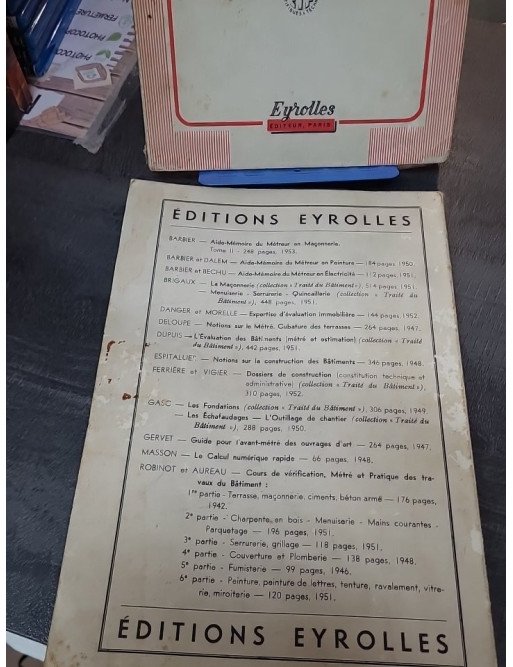 Eyrolles
ÉDITEUR, PARIS
ÉDITIONS EYROLLES
BARBIER — Aide-Mémoire du Métreur en Maçonnerie.
Tome II - 248 pages, 1953.
BARBIER et DALEM — Aide-Mémoire du Métreur en Peinture — 184 pages, 1950.
BARBIER et BECHU — Aide-Mémoire du Métreur en Électricité — 112 pages, 1951.
BRIGAUX — La Maçonnerie (collection « Traité du Bâtiment »), 514 pages, 1951.
— Menuiserie - Serrurerie - Quincaillerie (collection « Traité du
Bâtiment »), 448 pages, 1951.
DANGER et MORELLE — Expertise d'évaluation immobilière — 144 pages, 1952.
DELOUPE — Notions sur le Métré. Cubature des terrasses — 264 pages, 1947.
DUPUIS — L'Évaluation des Bâtiments (métré et estimation) (collection « Traité
du Bâtiment »), 442 pages, 1951.
ESPITALIER — Notions sur la construction des Bâtiments — 346 pages, 1948.
FERRIÈRE et VIGIER — Dossiers de construction (constitution technique et
administrative) (collection « Traité du Bâtiment »),
310 pages, 1952.
GASC — Les Fondations (collection « Traité du Bâtiment »), 306 pages, 1949.
— Les Échafaudages — L'Outillage de chantier (collection « Traité du
Bâtiment »), 288 pages, 1950.
GERVET — Guide pour l'avant-métré des ouvrages d'art — 264 pages, 1947.
MASSON — Le Calcul numérique rapide — 66 pages, 1948.
ROBINOT et AUREAU — Cours de vérification, Métré et Pratique des tra-
vaux du Bâtiment :
1re partie - Terrasse, maçonnerie, ciments, béton armé — 176 pages,
1942.
2e partie - Charpente en bois - Menuiserie - Mains courantes -
Parquetage — 196 pages, 1951.
3e partie - Serrurerie, grillage — 118 pages, 1951.
4e partie - Couverture et Plomberie — 138 pages, 1948.
5e partie - Fumisterie — 99 pages, 1946.
6e partie - Peinture, peinture de lettres, tenture, ravalement, vitre-
rie, miroiterie — 120 pages, 1951.
ÉDITIONS EYROLLES